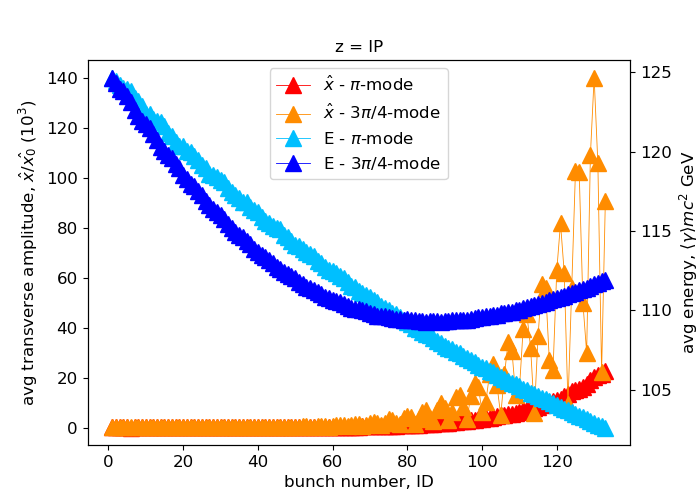 z = IP
avg transverse amplitude, x̂/x̂₀ (10³)
140
120
100
80
60
40
20
0
x̂ - π-mode
x̂ - 3π/4-mode
E - π-mode
E - 3π/4-mode
125
120
115
110
105
avg energy, ⟨γ⟩mc² GeV
0 20 40 60 80 100 120
bunch number, ID